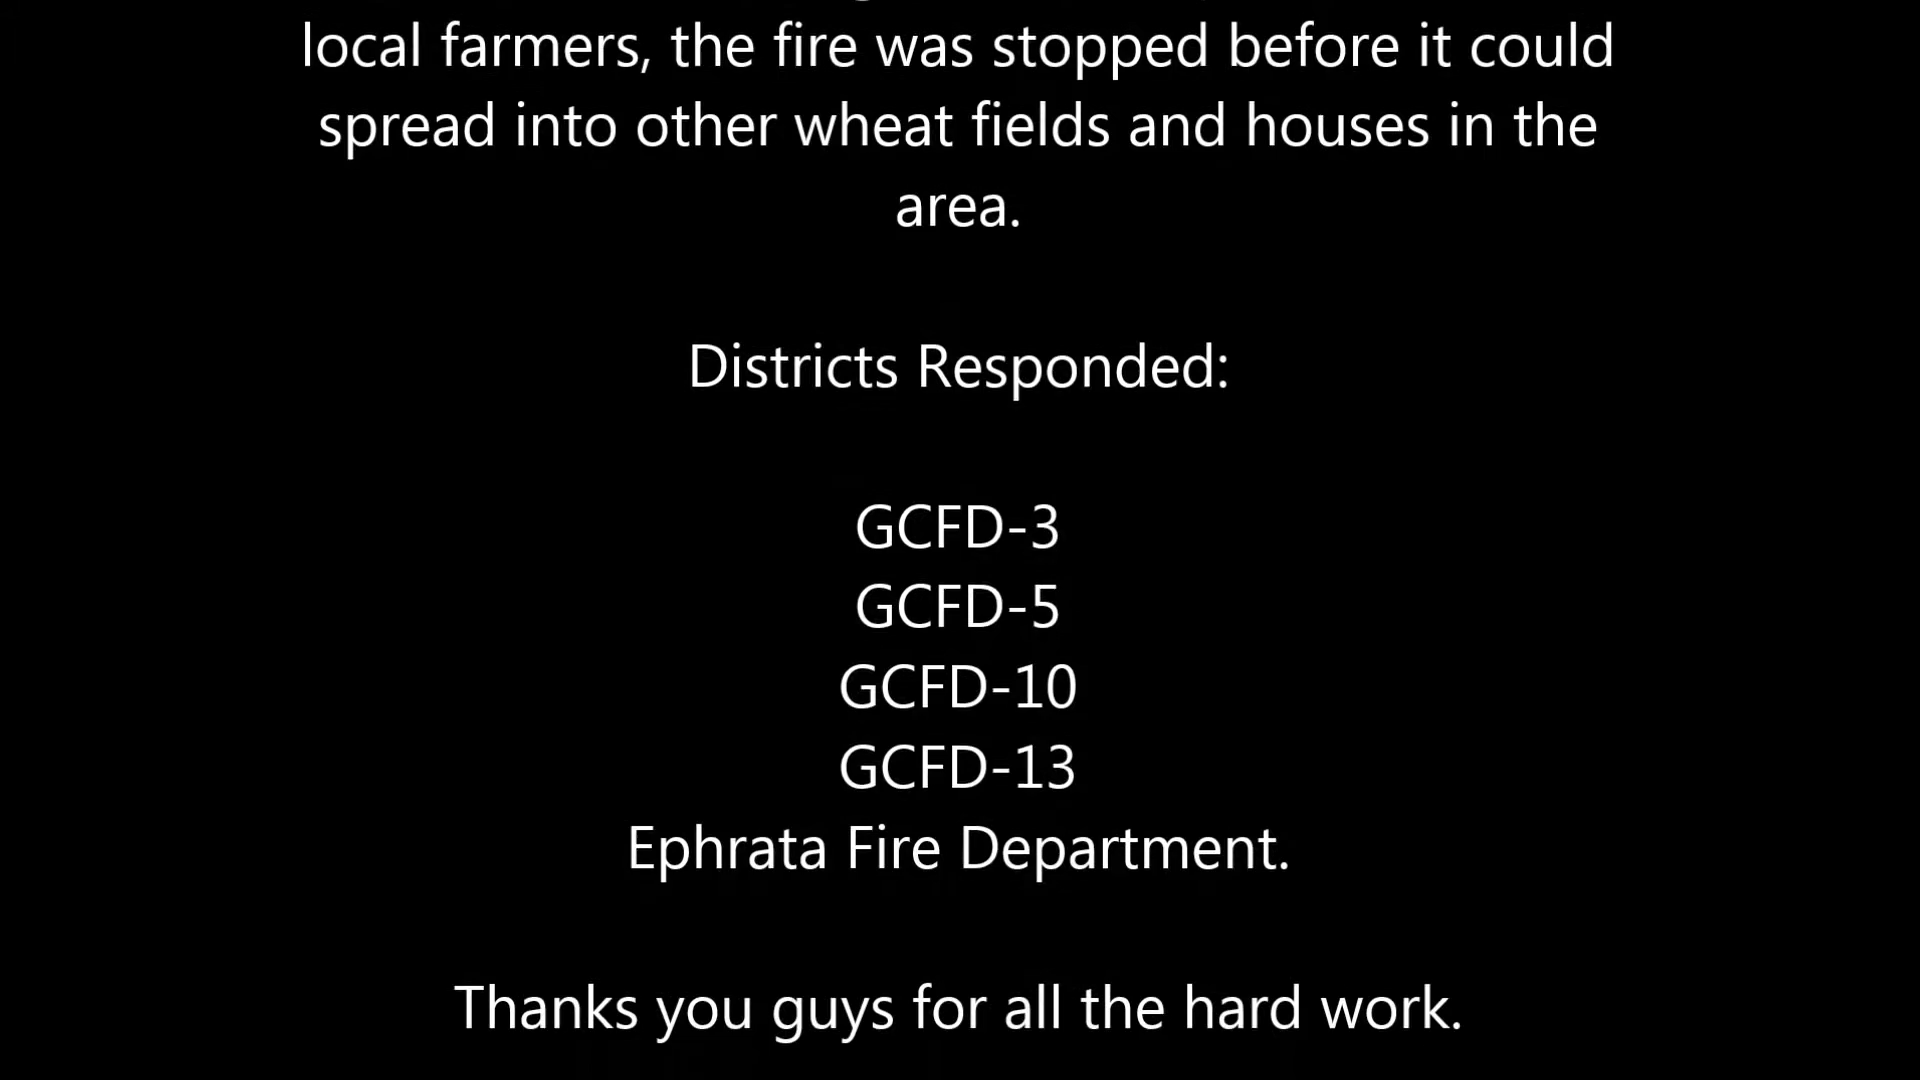 local farmers, the fire was stopped before it could
spread into other wheat fields and houses in the
area.
Districts Responded:
GCFD-3
GCFD-5
GCFD-10
GCFD-13
Ephrata Fire Department.
Thanks you guys for all the hard work.